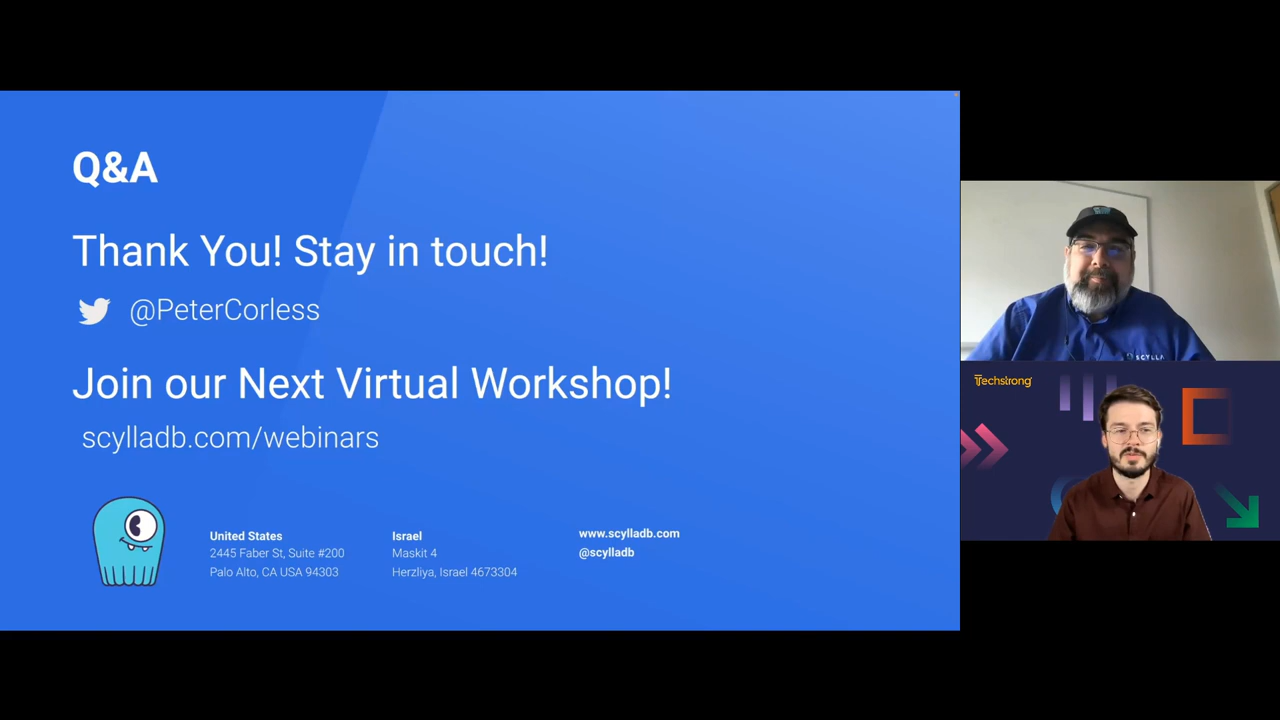 Q&A
Thank You! Stay in touch!
@PeterCorless
Join our Next Virtual Workshop!
scylladb.com/webinars
United States
2445 Faber St, Suite #200
Palo Alto, CA USA 94303
Israel
Maskit 4
Herzliya, Israel 4673304
www.scylladb.com
@scylladb
SCYLLA
Techstrong